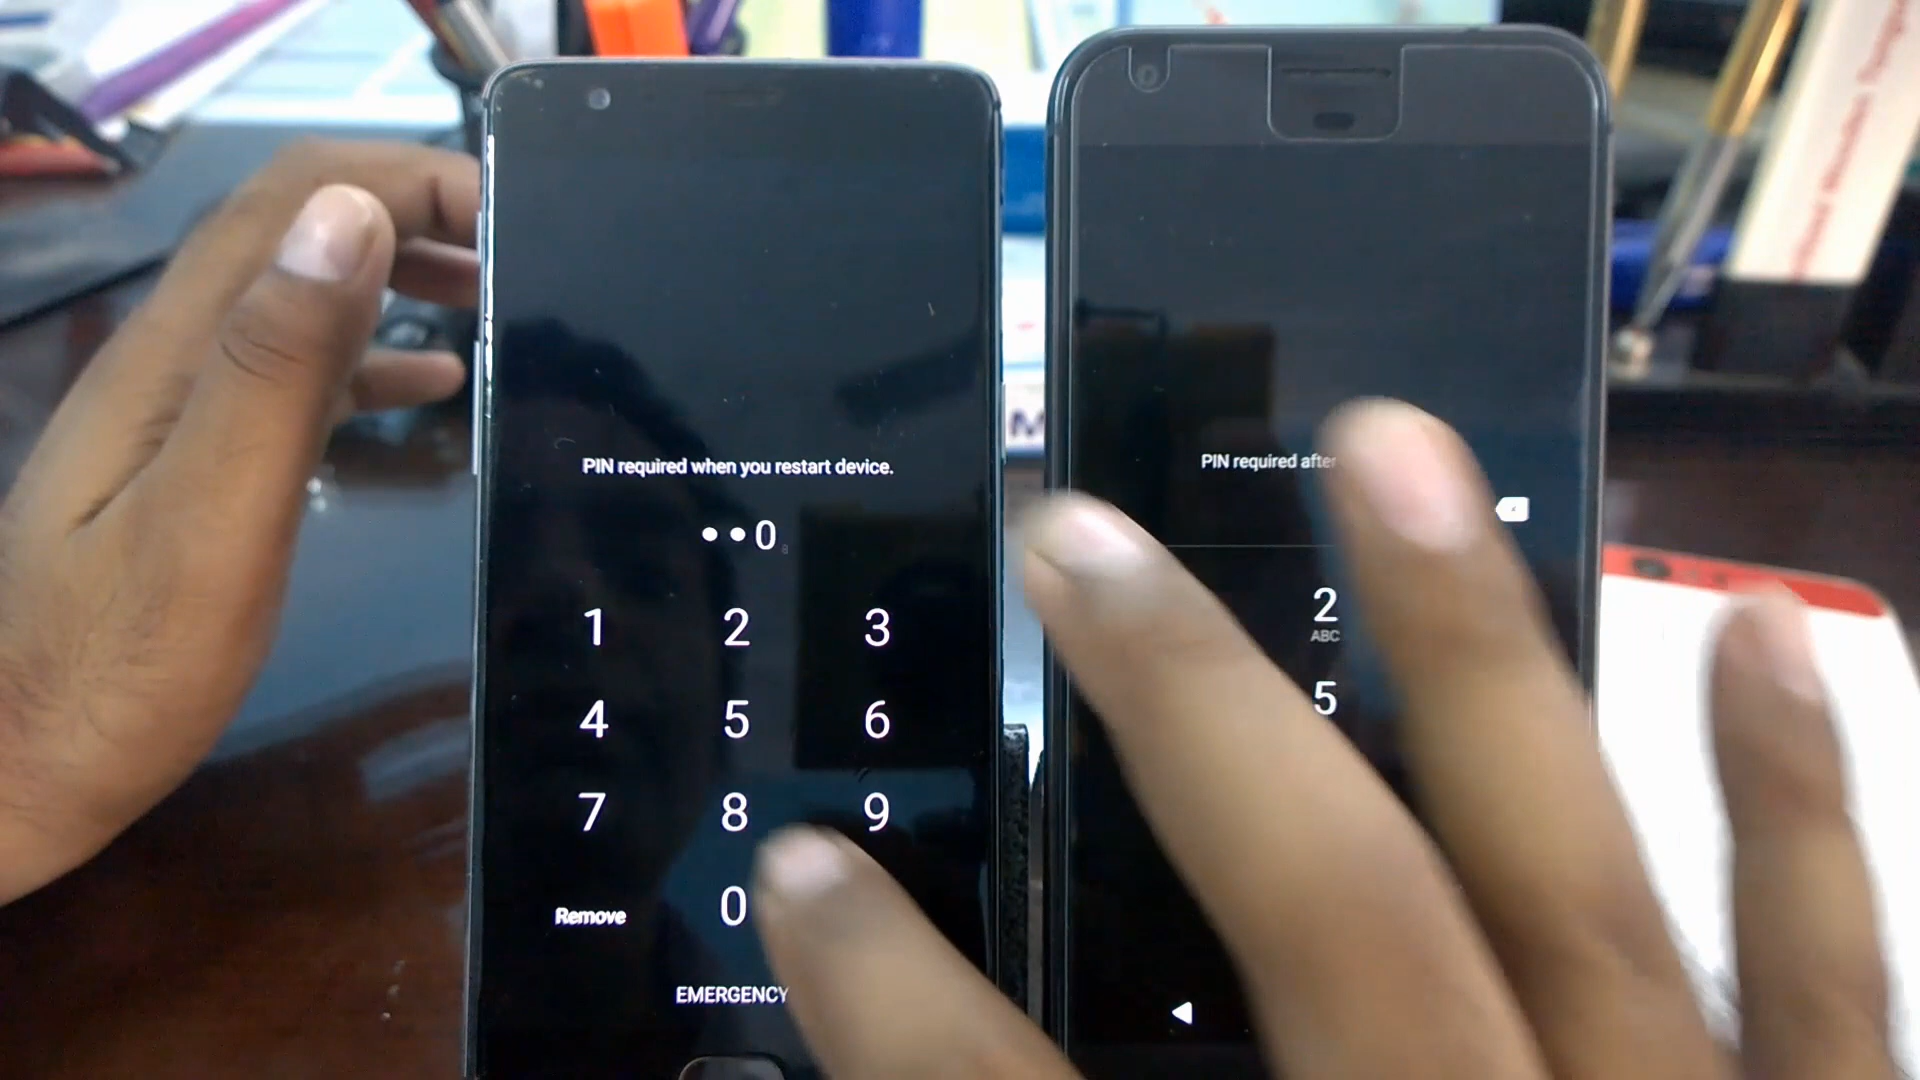 PIN required when you restart device.
••0
1 2 3
4 5 6
7 8 9
Remove 0
EMERGENCY
PIN required after
2
ABC
5
M